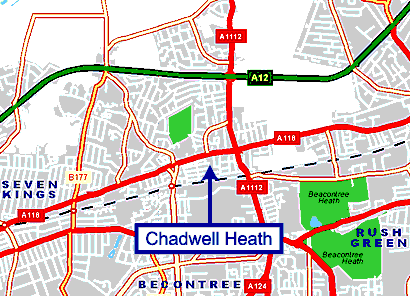 A1112
A12
A118
B177
SEVEN
KINGS
A1112
Beacontree
Heath
A118
Chadwell Heath
RUSH
GREEN
Beacontree
Heath
BECONTREE
A124